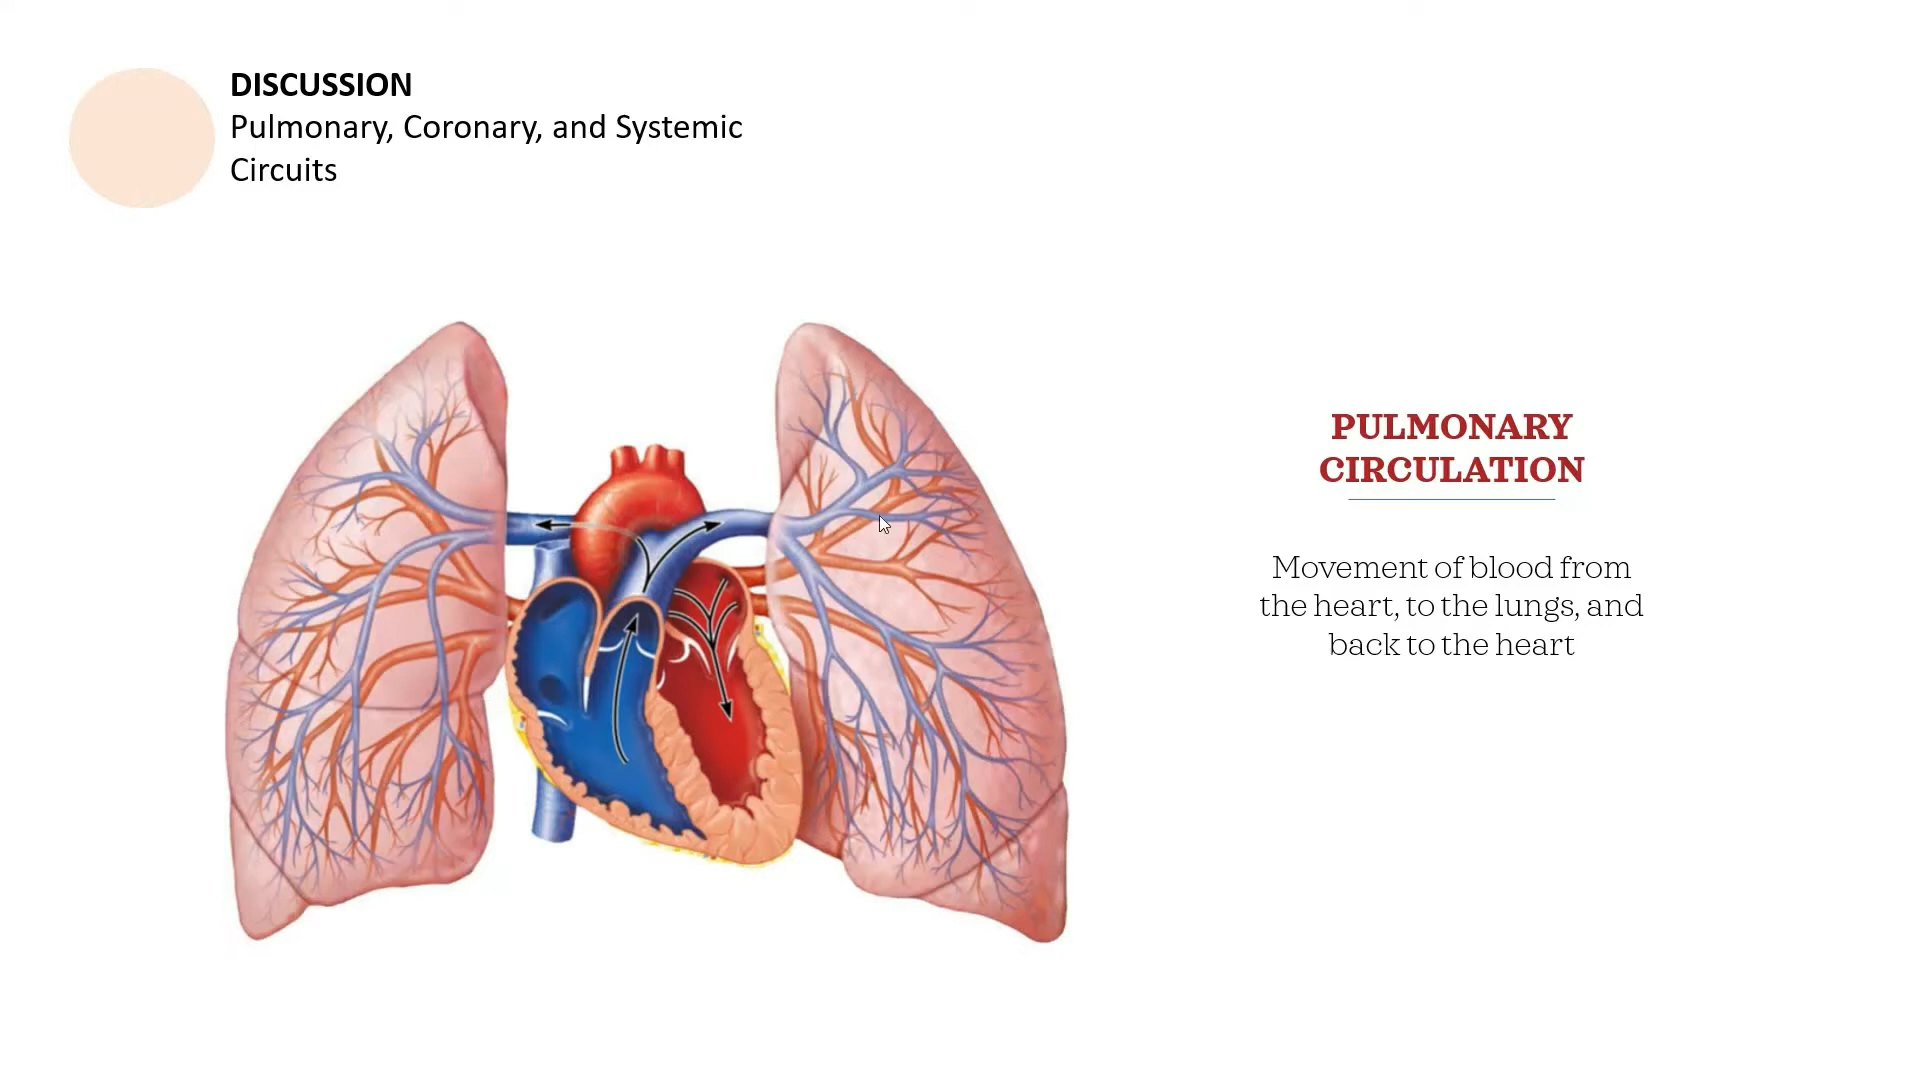 DISCUSSION
Pulmonary, Coronary, and Systemic
Circuits
PULMONARY
CIRCULATION
Movement of blood from
the heart, to the lungs, and
back to the heart